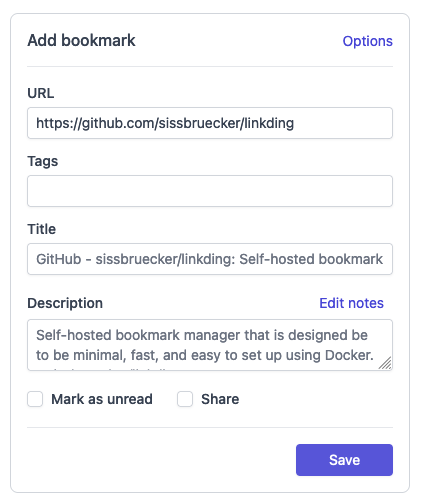 Add bookmark Options
URL
https://github.com/sissbruecker/linkding
Tags
Title
GitHub - sissbruecker/linkding: Self-hosted bookmark
Description Edit notes
Self-hosted bookmark manager that is designed be
to be minimal, fast, and easy to set up using Docker.
Mark as unread Share
Save